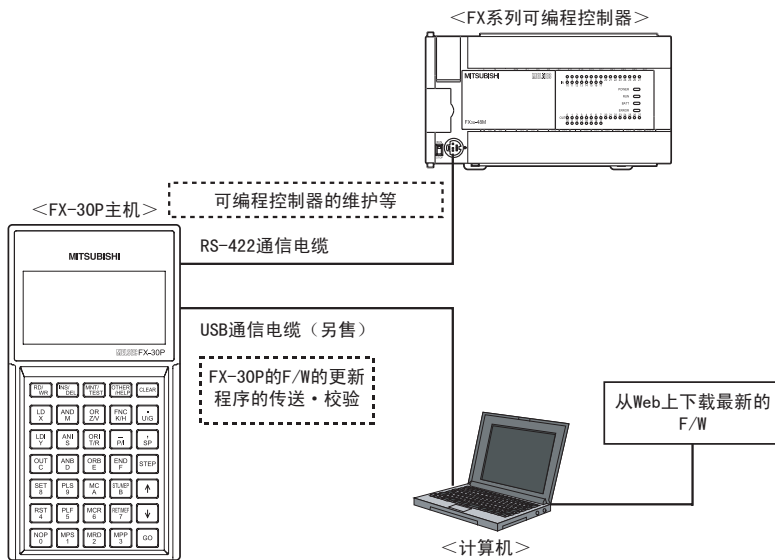 <FX系列可编程控制器>
MITSUBISHI
POWER
RUN
BATT
ERROR
IN
OUT
可编程控制器的维护等
<FX-30P主机>
RS-422通信电缆
MITSUBISHI
FX-30P
USB通信电缆（另售）
FX-30P的F/W的更新
程序的传送・校验
从Web上下载最新的
F/W
RD/WR INS/DEL MNT/TEST OTHER/HELP CLEAR
LD X AND M OR Z/V FNC K/H • U\G
LDI Y ANI S ORI T/R — P/I , SP
OUT C ANB D ORB E END F STEP
SET 8 PLS 9 MC A STL/MEP B ↑
RST 4 PLF 5 MCR 6 RET/MEF 7 ↓
NOP 0 MPS 1 MRD 2 MPP 3 GO
<计算机>